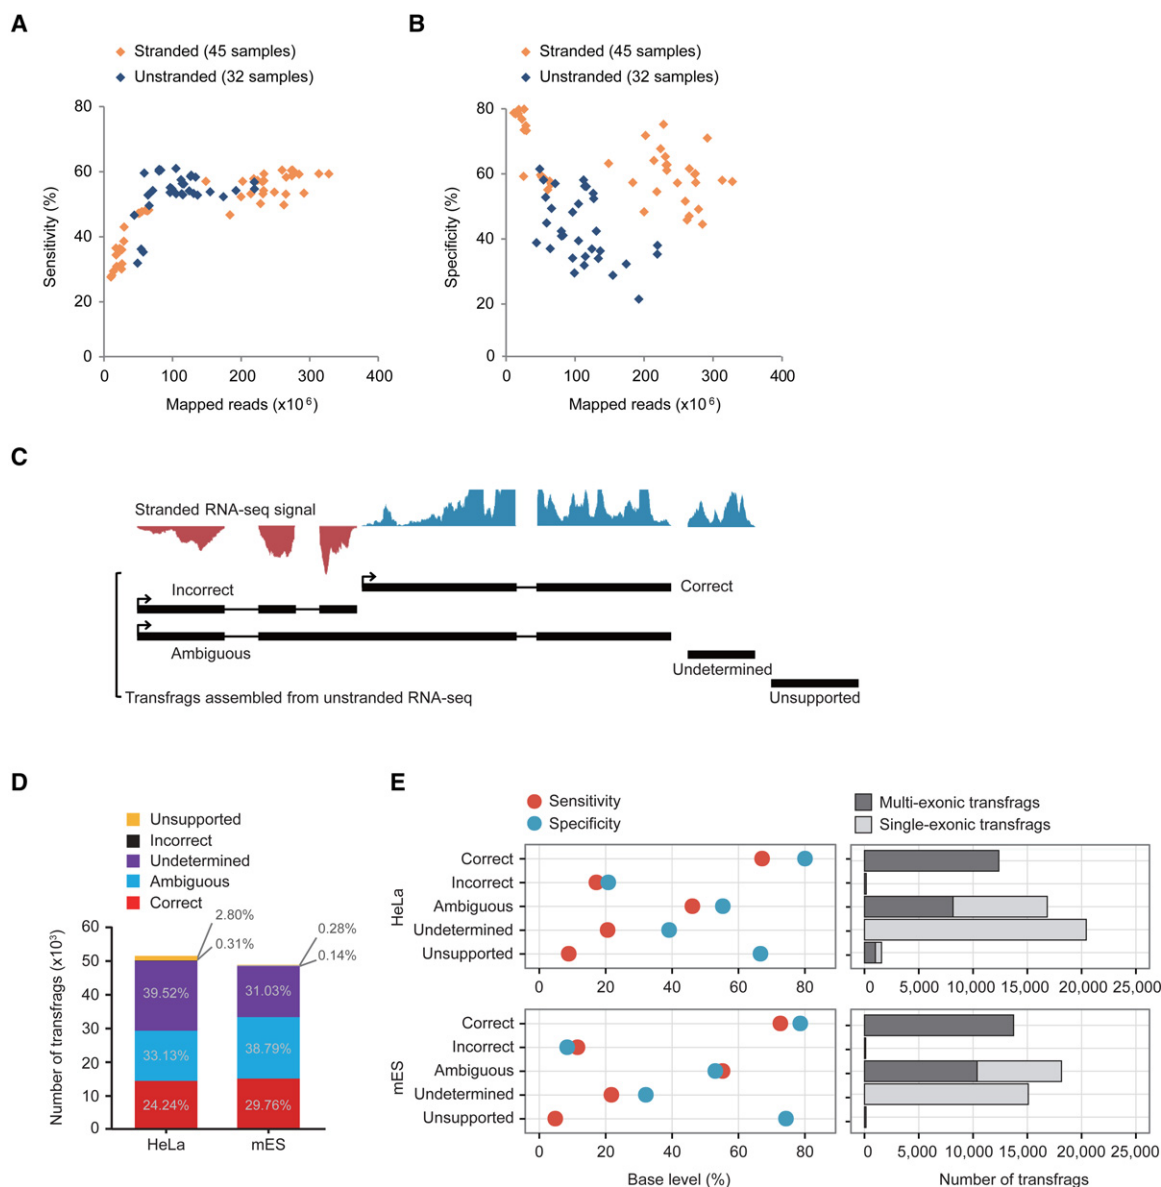 A
Stranded (45 samples)
Unstranded (32 samples)
Sensitivity (%)
80
60
40
20
0
0 100 200 300 400
Mapped reads (x10⁶)
B
Stranded (45 samples)
Unstranded (32 samples)
Specificity (%)
80
60
40
20
0
0 100 200 300 400
Mapped reads (x10⁶)
C
Stranded RNA-seq signal
Incorrect
Correct
Ambiguous
Undetermined
Unsupported
Transfrags assembled from unstranded RNA-seq
D
Unsupported
Incorrect
Undetermined
Ambiguous
Correct
Number of transfrags (x10³)
60
50
40
30
20
10
0
2.80%
0.31%
39.52%
33.13%
24.24%
0.28%
0.14%
31.03%
38.79%
29.76%
HeLa mES
E
Sensitivity
Specificity
Multi-exonic transfrags
Single-exonic transfrags
HeLa
Correct
Incorrect
Ambiguous
Undetermined
Unsupported
0 20 40 60 80
0 5,000 10,000 15,000 20,000 25,000
mES
Correct
Incorrect
Ambiguous
Undetermined
Unsupported
0 20 40 60 80
Base level (%)
0 5,000 10,000 15,000 20,000 25,000
Number of transfrags